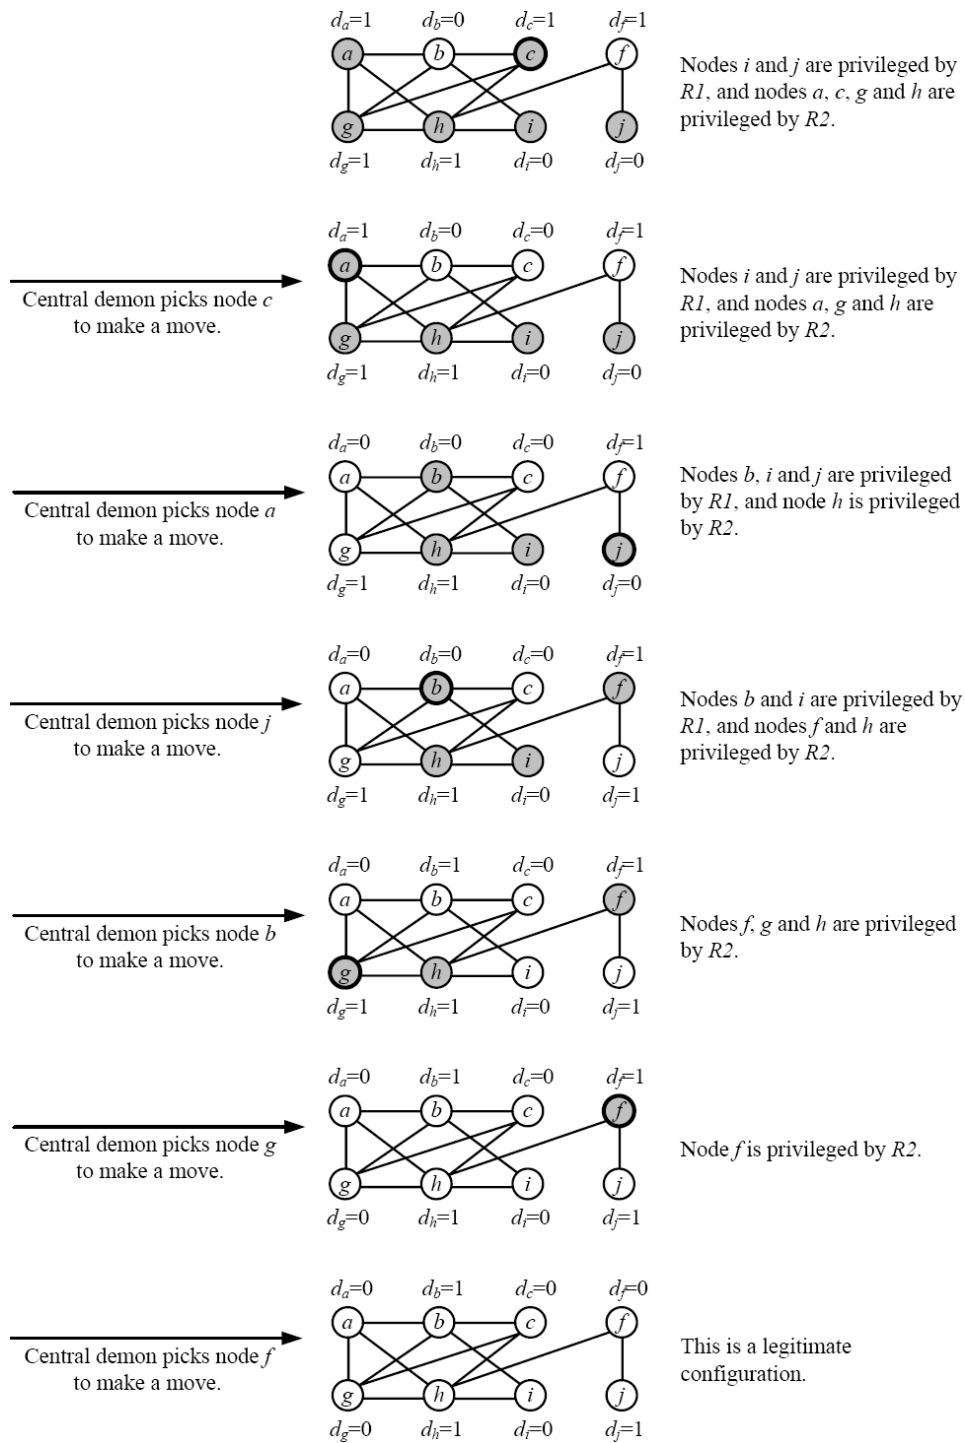 dₐ=1 d_b=0 d_c=1 d_f=1
a b c f
g h i j
d_g=1 d_h=1 d_i=0 d_j=0
Nodes i and j are privileged by
R1, and nodes a, c, g and h are
privileged by R2.
Central demon picks node c
to make a move.
dₐ=1 d_b=0 d_c=0 d_f=1
a b c f
g h i j
d_g=1 d_h=1 d_i=0 d_j=0
Nodes i and j are privileged by
R1, and nodes a, g and h are
privileged by R2.
Central demon picks node a
to make a move.
dₐ=0 d_b=0 d_c=0 d_f=1
a b c f
g h i j
d_g=1 d_h=1 d_i=0 d_j=0
Nodes b, i and j are privileged
by R1, and node h is privileged
by R2.
Central demon picks node j
to make a move.
dₐ=0 d_b=0 d_c=0 d_f=1
a b c f
g h i j
d_g=1 d_h=1 d_i=0 d_j=1
Nodes b and i are privileged by
R1, and nodes f and h are
privileged by R2.
Central demon picks node b
to make a move.
dₐ=0 d_b=1 d_c=0 d_f=1
a b c f
g h i j
d_g=1 d_h=1 d_i=0 d_j=1
Nodes f, g and h are privileged
by R2.
Central demon picks node g
to make a move.
dₐ=0 d_b=1 d_c=0 d_f=1
a b c f
g h i j
d_g=0 d_h=1 d_i=0 d_j=1
Node f is privileged by R2.
Central demon picks node f
to make a move.
dₐ=0 d_b=1 d_c=0 d_f=0
a b c f
g h i j
d_g=0 d_h=1 d_i=0 d_j=1
This is a legitimate
configuration.